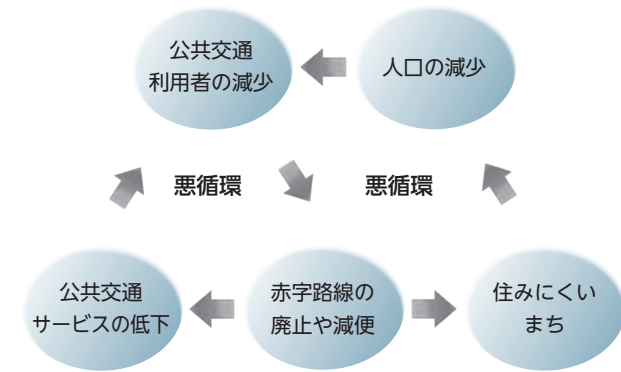 公共交通
利用者の減少
人口の減少
悪循環
悪循環
公共交通
サービスの低下
赤字路線の
廃止や減便
住みにくい
まち